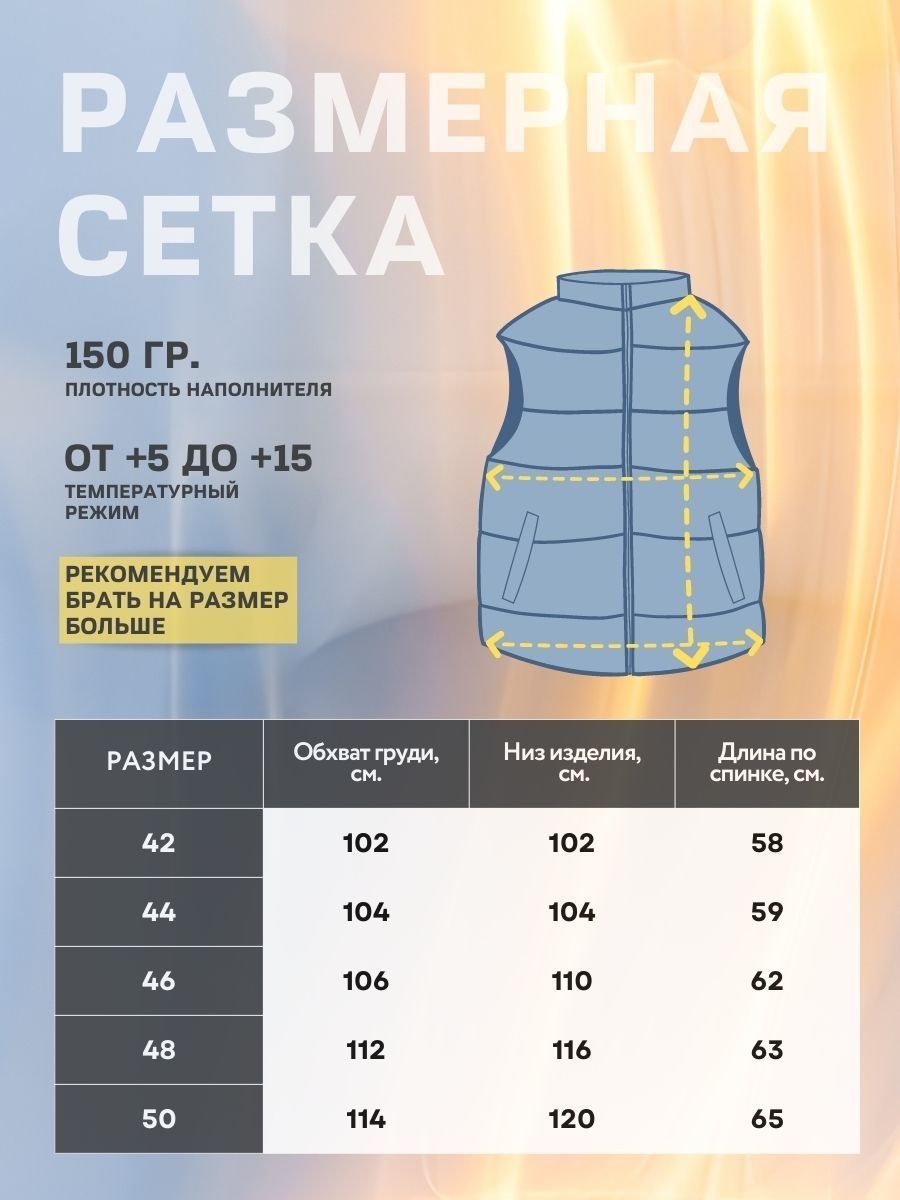 РАЗМЕРНАЯ
СЕТКА
150 ГР.
ПЛОТНОСТЬ НАПОЛНИТЕЛЯ
ОТ +5 ДО +15
ТЕМПЕРАТУРНЫЙ
РЕЖИМ
РЕКОМЕНДУЕМ
БРАТЬ НА РАЗМЕР
БОЛЬШЕ
РАЗМЕР Обхват груди, см. Низ изделия, см. Длина по спинке, см.
42 102 102 58
44 104 104 59
46 106 110 62
48 112 116 63
50 114 120 65